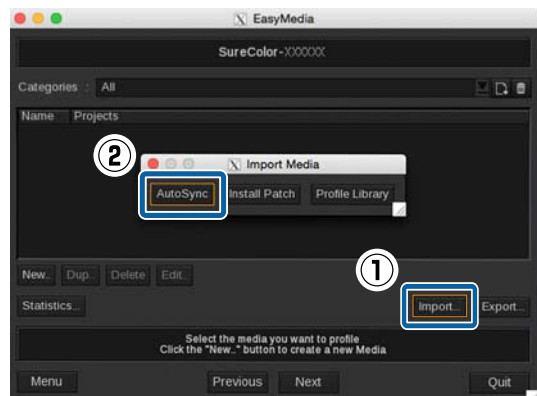 EasyMedia
SureColor-XXXXX
Categories : All
Name Projects
②
Import Media
AutoSync Install Patch Profile Library
New.. Dup.. Delete Edit..
①
Statistics... Import... Export...
Select the media you want to profile
Click the "New.." button to create a new Media
Menu Previous Next Quit